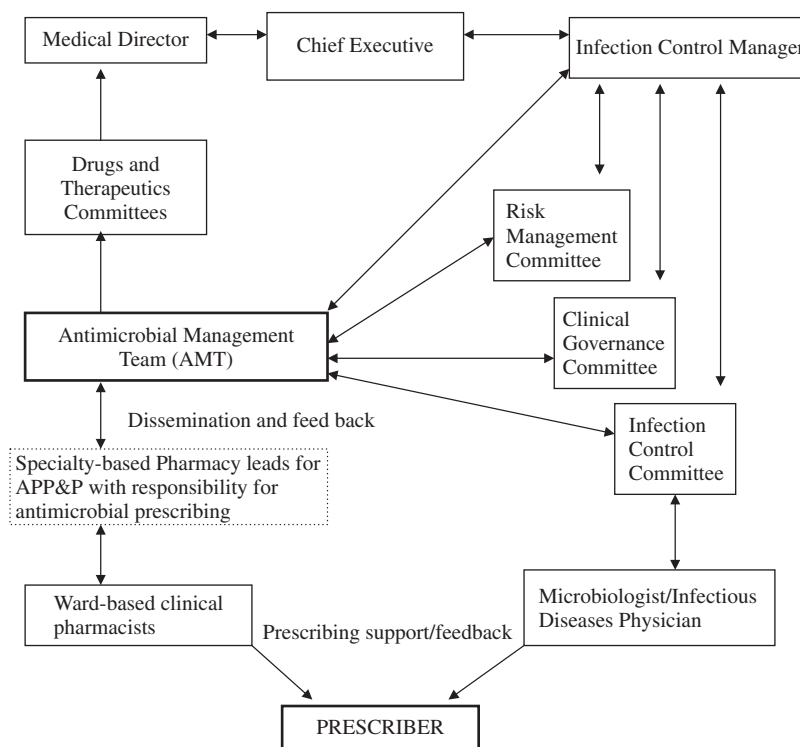 Medical Director
Chief Executive
Infection Control Manager
Drugs and
Therapeutics
Committees
Risk
Management
Committee
Antimicrobial Management
Team (AMT)
Clinical
Governance
Committee
Dissemination and feed back
Infection
Control
Committee
Specialty-based Pharmacy leads for
APP&P with responsibility for
antimicrobial prescribing
Ward-based clinical
pharmacists
Microbiologist/Infectious
Diseases Physician
Prescribing support/feedback
PRESCRIBER